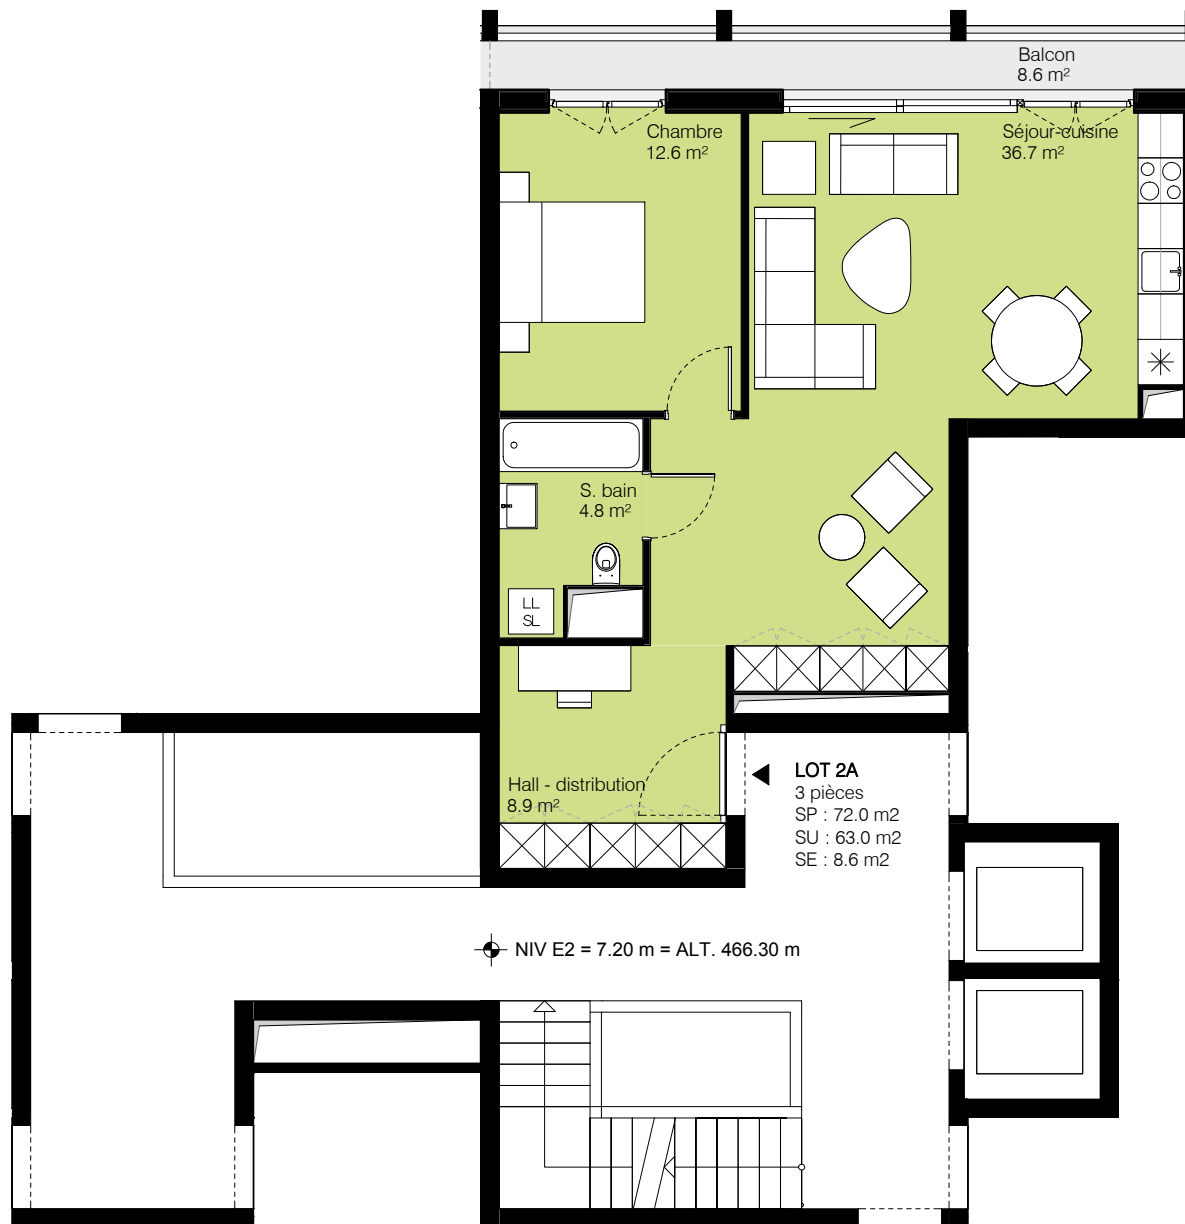 Balcon
8.6 m²
Chambre
12.6 m²
Séjour-cuisine
36.7 m²
S. bain
4.8 m²
LL
SL
Hall - distribution
8.9 m²
LOT 2A
3 pièces
SP : 72.0 m2
SU : 63.0 m2
SE : 8.6 m2
NIV E2 = 7.20 m = ALT. 466.30 m